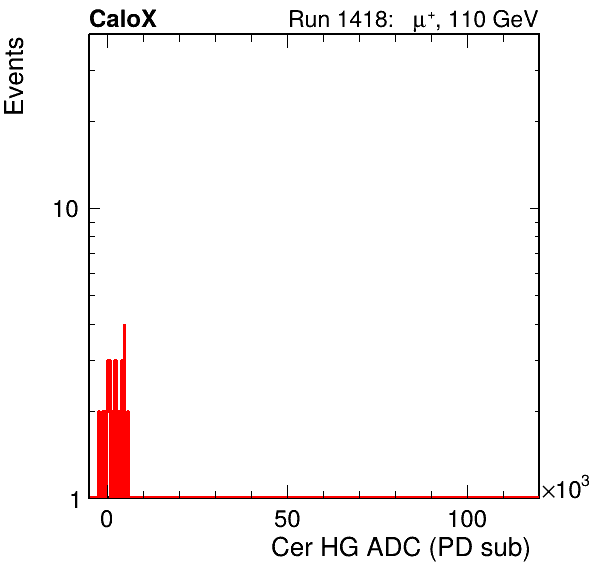 CaloX Run 1418: μ⁺, 110 GeV
Events
10
1
0 50 100
×10³
Cer HG ADC (PD sub)